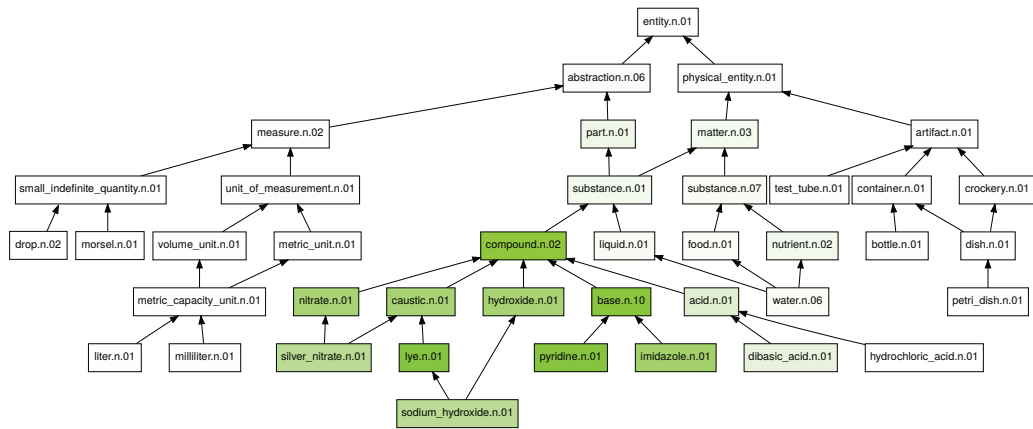 entity.n.01
abstraction.n.06
physical_entity.n.01
measure.n.02
part.n.01
matter.n.03
artifact.n.01
small_indefinite_quantity.n.01
unit_of_measurement.n.01
substance.n.01
substance.n.07
test_tube.n.01
container.n.01
crockery.n.01
drop.n.02
morsel.n.01
volume_unit.n.01
metric_unit.n.01
compound.n.02
liquid.n.01
food.n.01
nutrient.n.02
bottle.n.01
dish.n.01
metric_capacity_unit.n.01
nitrate.n.01
caustic.n.01
hydroxide.n.01
base.n.10
acid.n.01
water.n.06
petri_dish.n.01
liter.n.01
milliliter.n.01
silver_nitrate.n.01
lye.n.01
pyridine.n.01
imidazole.n.01
dibasic_acid.n.01
hydrochloric_acid.n.01
sodium_hydroxide.n.01